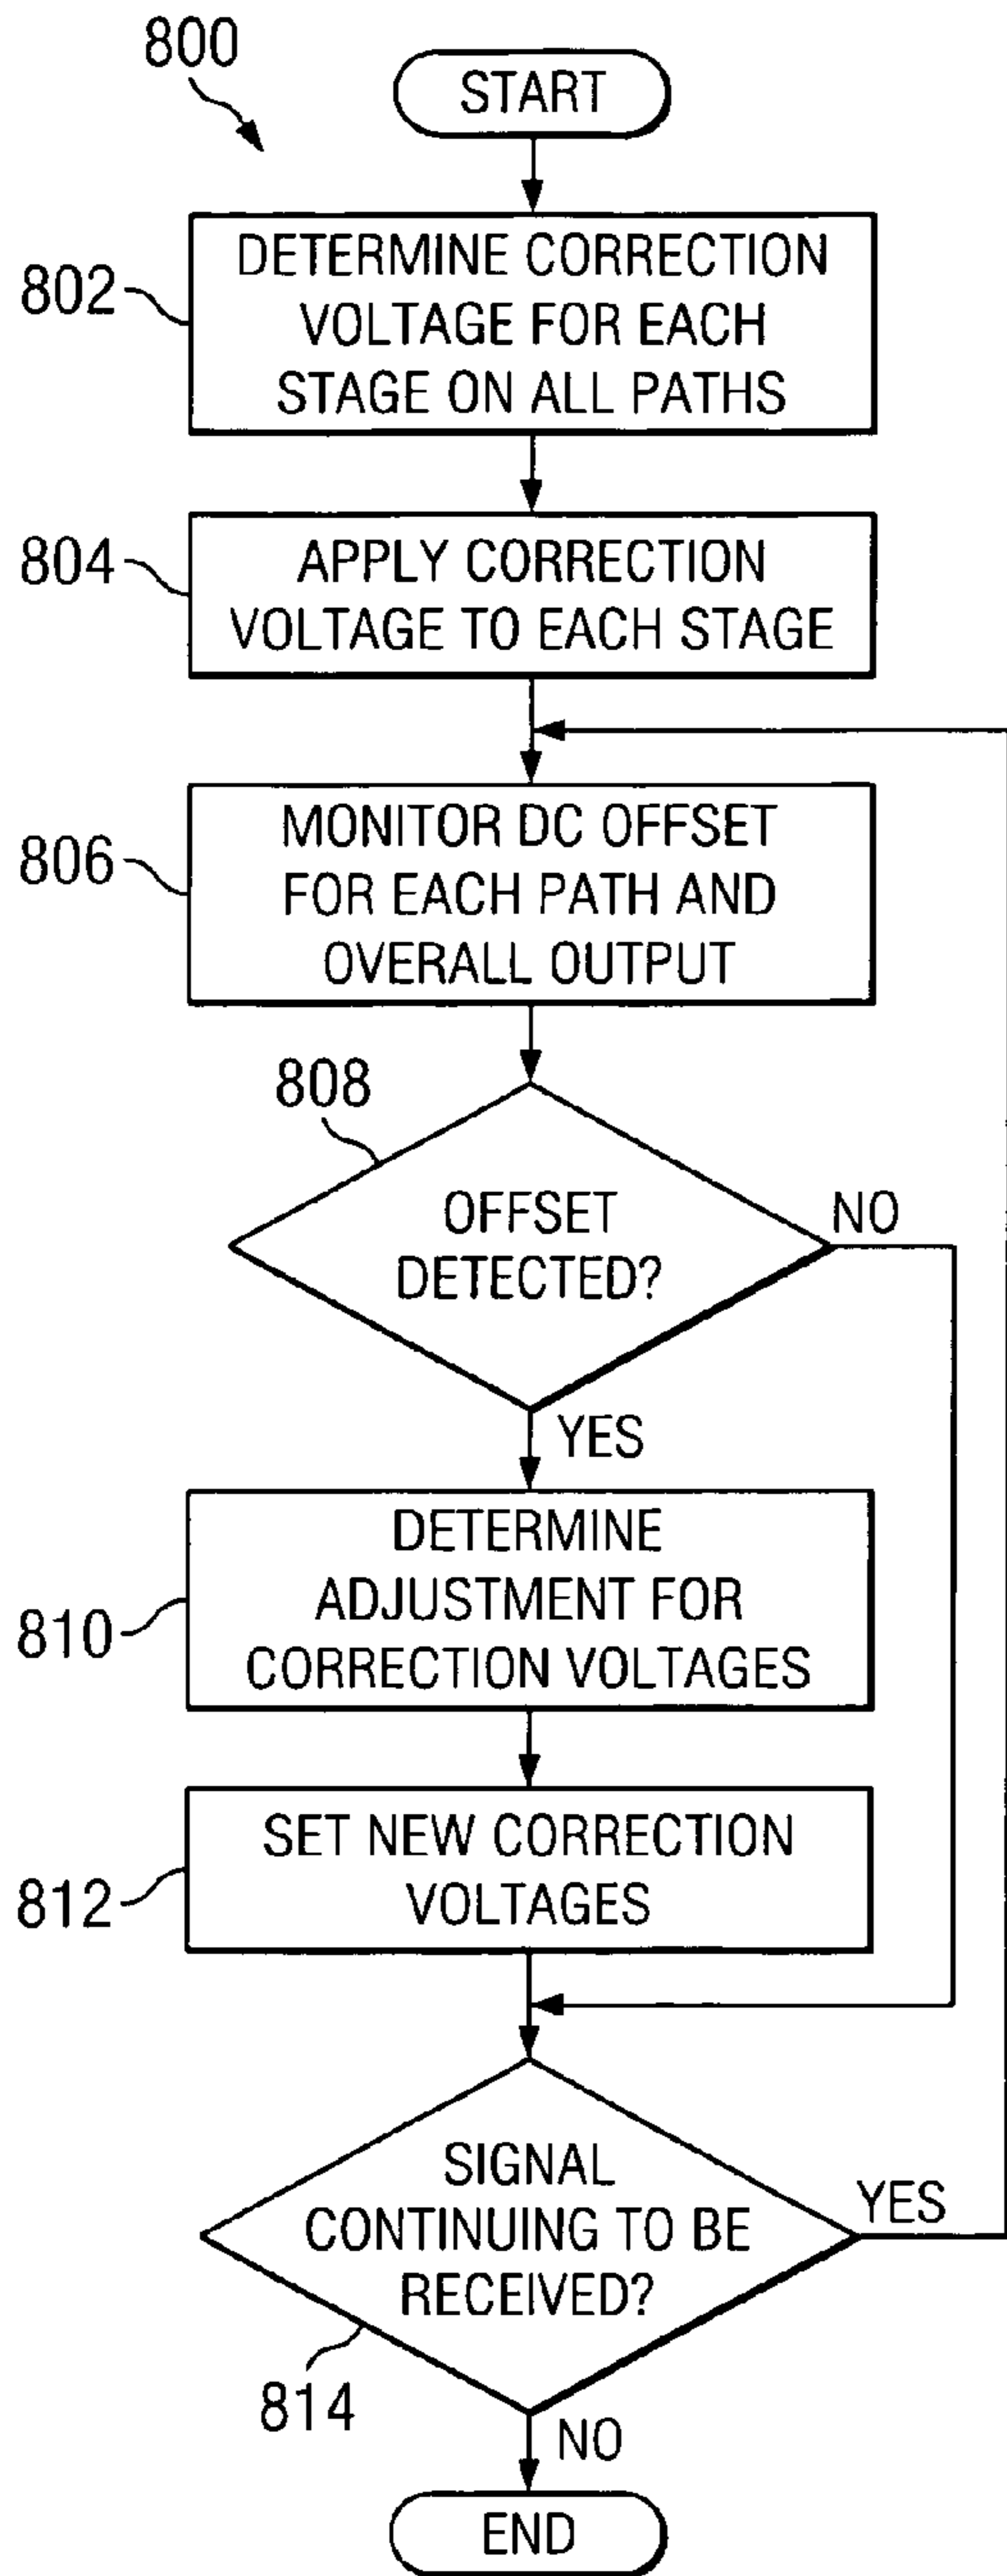 800
START
802
DETERMINE CORRECTION
VOLTAGE FOR EACH
STAGE ON ALL PATHS
804
APPLY CORRECTION
VOLTAGE TO EACH STAGE
806
MONITOR DC OFFSET
FOR EACH PATH AND
OVERALL OUTPUT
808
OFFSET
DETECTED?
NO
YES
810
DETERMINE
ADJUSTMENT FOR
CORRECTION VOLTAGES
812
SET NEW CORRECTION
VOLTAGES
SIGNAL
CONTINUING TO BE
RECEIVED?
YES
814
NO
END